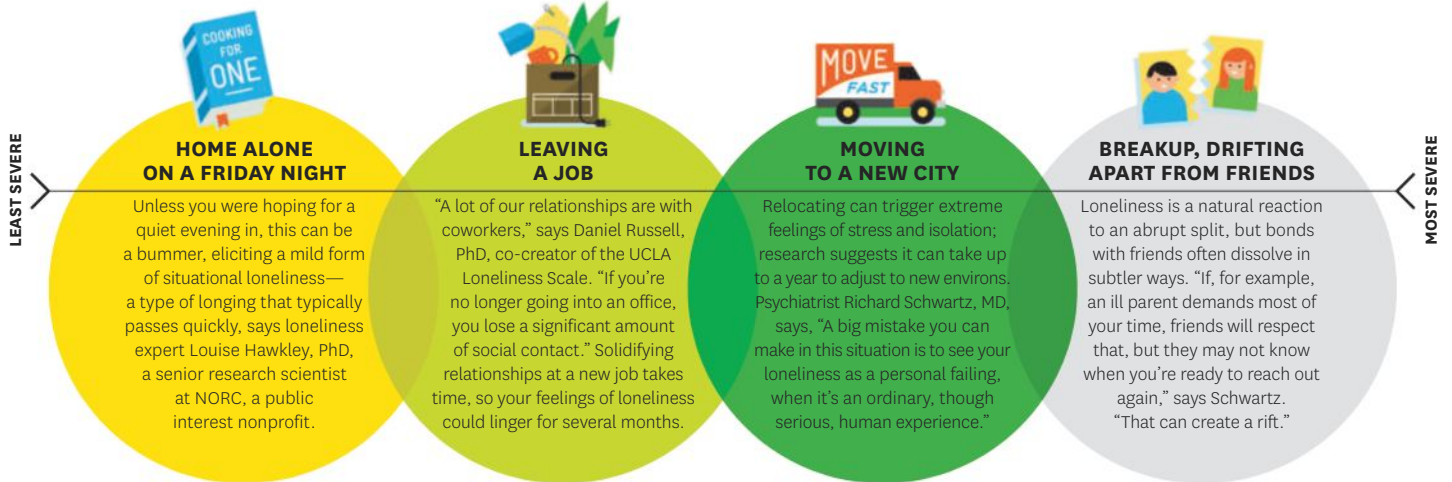 COOKING
FOR
ONE
HOME ALONE
ON A FRIDAY NIGHT
Unless you were hoping for a
quiet evening in, this can be
a bummer, eliciting a mild form
of situational loneliness—
a type of longing that typically
passes quickly, says loneliness
expert Louise Hawkley, PhD,
a senior research scientist
at NORC, a public
interest nonprofit.
LEAVING
A JOB
“A lot of our relationships are with
coworkers,” says Daniel Russell,
PhD, co-creator of the UCLA
Loneliness Scale. “If you’re
no longer going into an office,
you lose a significant amount
of social contact.” Solidifying
relationships at a new job takes
time, so your feelings of loneliness
could linger for several months.
MOVE
FAST
MOVING
TO A NEW CITY
Relocating can trigger extreme
feelings of stress and isolation;
research suggests it can take up
to a year to adjust to new environs.
Psychiatrist Richard Schwartz, MD,
says, “A big mistake you can
make in this situation is to see your
loneliness as a personal failing,
when it’s an ordinary, though
serious, human experience.”
BREAKUP, DRIFTING
APART FROM FRIENDS
Loneliness is a natural reaction
to an abrupt split, but bonds
with friends often dissolve in
subtler ways. “If, for example,
an ill parent demands most of
your time, friends will respect
that, but they may not know
when you’re ready to reach out
again,” says Schwartz.
“That can create a rift.”
LEAST SEVERE
MOST SEVERE